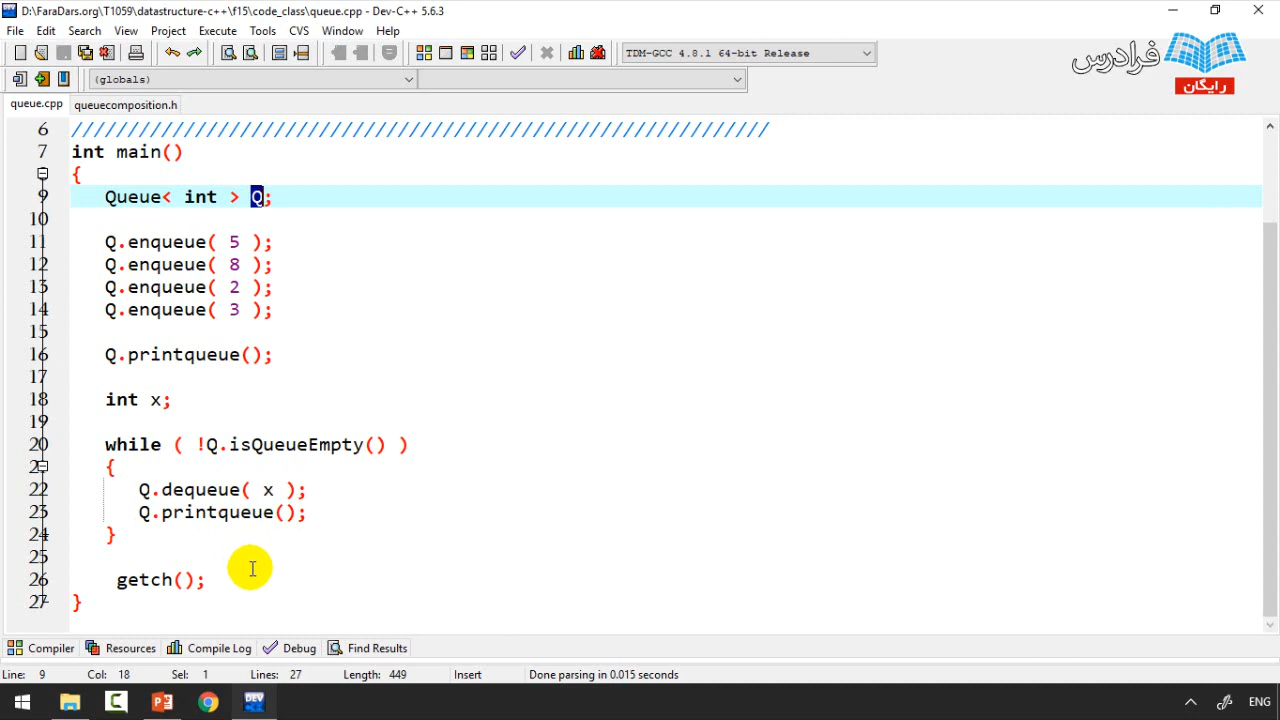 D:\FaraDars.org\T1059\datastructure-c++\f15\code_class\queue.cpp - Dev-C++ 5.6.3
File Edit Search View Project Execute Tools CVS Window Help
TDM-GCC 4.8.1 64-bit Release
فرادرس
رایگان
(globals)
queue.cpp queuecomposition.h
6 //////////////////////////////////////////////////////////////
7 int main()
{
9 Queue< int > Q;
10
11 Q.enqueue( 5 );
12 Q.enqueue( 8 );
13 Q.enqueue( 2 );
14 Q.enqueue( 3 );
15
16 Q.printqueue();
17
18 int x;
19
20 while ( !Q.isQueueEmpty() )
2 {
22 Q.dequeue( x );
23 Q.printqueue();
24 }
25
26 getch();
27 }
Compiler Resources Compile Log Debug Find Results
Line: 9 Col: 18 Sel: 1 Lines: 27 Length: 449 Insert Done parsing in 0.015 seconds
DEV ENG